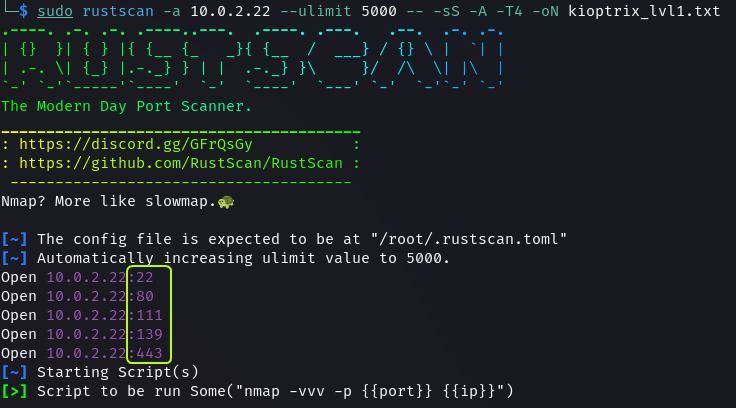 └─$ sudo rustscan -a 10.0.2.22 --ulimit 5000 -- -sS -A -T4 -oN kioptrix_lvl1.txt
.----. .-. .-. .----..---.  .----. .---.   .--.  .-. .-.
| {}  }| { } |{ {__ {_   _}{ {__  /  ___} / {} \ |  `| |
| .-. \| {_} |.-._} } | |  .-._} }\     }/  /\  \| |\  |
`-' `-'`-----'`----'  `-'  `----'  `---' `-'  `-'`-' `-'
The Modern Day Port Scanner.
________________________________________
: https://discord.gg/GFrQsGy           :
: https://github.com/RustScan/RustScan :
 --------------------------------------
Nmap? More like slowmap.🐢
[~] The config file is expected to be at "/root/.rustscan.toml"
[~] Automatically increasing ulimit value to 5000.
Open 10.0.2.22:22
Open 10.0.2.22:80
Open 10.0.2.22:111
Open 10.0.2.22:139
Open 10.0.2.22:443
[~] Starting Script(s)
[>] Script to be run Some("nmap -vvv -p {{port}} {{ip}}")